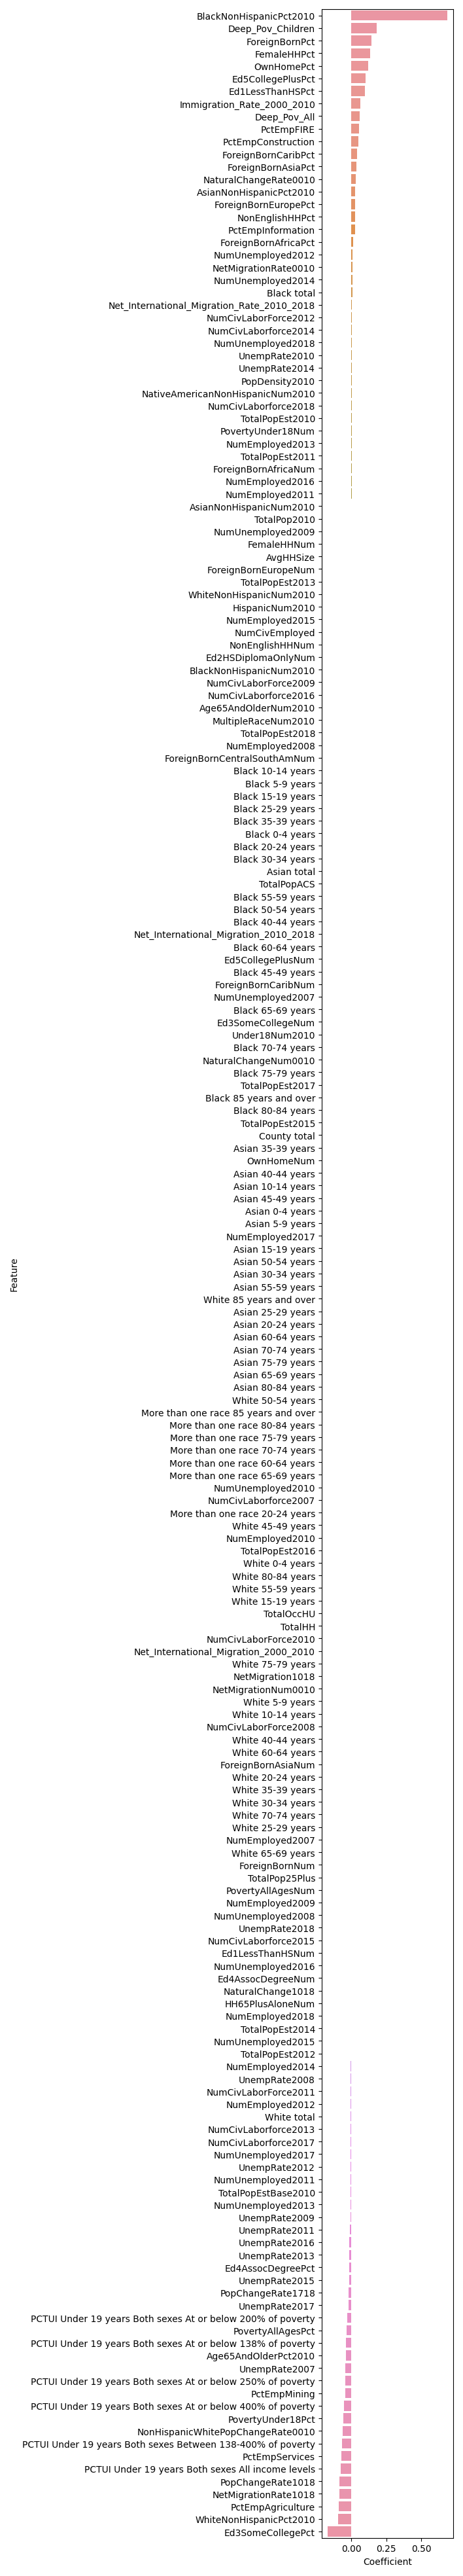 BlackNonHispanicPct2010
Deep_Pov_Children
ForeignBornPct
FemaleHHPct
OwnHomePct
Ed5CollegePlusPct
Ed1LessThanHSPct
Immigration_Rate_2000_2010
Deep_Pov_All
PctEmpFIRE
PctEmpConstruction
ForeignBornCaribPct
ForeignBornAsiaPct
NaturalChangeRate0010
AsianNonHispanicPct2010
ForeignBornEuropePct
NonEnglishHHPct
PctEmpInformation
ForeignBornAfricaPct
NumUnemployed2012
NetMigrationRate0010
NumUnemployed2014
Black total
Net_International_Migration_Rate_2010_2018
NumCivLaborForce2012
NumCivLaborforce2014
NumUnemployed2018
UnempRate2010
UnempRate2014
PopDensity2010
NativeAmericanNonHispanicNum2010
NumCivLaborforce2018
TotalPopEst2010
PovertyUnder18Num
NumEmployed2013
TotalPopEst2011
ForeignBornAfricaNum
NumEmployed2016
NumEmployed2011
AsianNonHispanicNum2010
TotalPop2010
NumUnemployed2009
FemaleHHNum
AvgHHSize
ForeignBornEuropeNum
TotalPopEst2013
WhiteNonHispanicNum2010
HispanicNum2010
NumEmployed2015
NumCivEmployed
NonEnglishHHNum
Ed2HSDiplomaOnlyNum
BlackNonHispanicNum2010
NumCivLaborForce2009
NumCivLaborforce2016
Age65AndOlderNum2010
MultipleRaceNum2010
TotalPopEst2018
NumEmployed2008
ForeignBornCentralSouthAmNum
Black 10-14 years
Black 5-9 years
Black 15-19 years
Black 25-29 years
Black 35-39 years
Black 0-4 years
Black 20-24 years
Black 30-34 years
Asian total
TotalPopACS
Black 55-59 years
Black 50-54 years
Black 40-44 years
Net_International_Migration_2010_2018
Black 60-64 years
Ed5CollegePlusNum
Black 45-49 years
ForeignBornCaribNum
NumUnemployed2007
Black 65-69 years
Ed3SomeCollegeNum
Under18Num2010
Black 70-74 years
NaturalChangeNum0010
Black 75-79 years
TotalPopEst2017
Black 85 years and over
Black 80-84 years
TotalPopEst2015
County total
Asian 35-39 years
OwnHomeNum
Asian 40-44 years
Asian 10-14 years
Asian 45-49 years
Asian 0-4 years
Asian 5-9 years
NumEmployed2017
Asian 15-19 years
Asian 50-54 years
Asian 30-34 years
Asian 55-59 years
White 85 years and over
Asian 25-29 years
Asian 20-24 years
Asian 60-64 years
Asian 70-74 years
Asian 75-79 years
Asian 65-69 years
Asian 80-84 years
White 50-54 years
More than one race 85 years and over
More than one race 80-84 years
More than one race 75-79 years
More than one race 70-74 years
More than one race 60-64 years
More than one race 65-69 years
NumUnemployed2010
NumCivLaborforce2007
More than one race 20-24 years
White 45-49 years
NumEmployed2010
TotalPopEst2016
White 0-4 years
White 80-84 years
White 55-59 years
White 15-19 years
TotalOccHU
TotalHH
NumCivLaborForce2010
Net_International_Migration_2000_2010
White 75-79 years
NetMigration1018
NetMigrationNum0010
White 5-9 years
White 10-14 years
NumCivLaborForce2008
White 40-44 years
White 60-64 years
ForeignBornAsiaNum
White 20-24 years
White 35-39 years
White 30-34 years
White 70-74 years
White 25-29 years
NumEmployed2007
White 65-69 years
ForeignBornNum
TotalPop25Plus
PovertyAllAgesNum
NumEmployed2009
NumUnemployed2008
UnempRate2018
NumCivLaborforce2015
Ed1LessThanHSNum
NumUnemployed2016
Ed4AssocDegreeNum
NaturalChange1018
HH65PlusAloneNum
NumEmployed2018
TotalPopEst2014
NumUnemployed2015
TotalPopEst2012
NumEmployed2014
UnempRate2008
NumCivLaborForce2011
NumEmployed2012
White total
NumCivLaborforce2013
NumCivLaborforce2017
NumUnemployed2017
UnempRate2012
NumUnemployed2011
TotalPopEstBase2010
NumUnemployed2013
UnempRate2009
UnempRate2011
UnempRate2016
UnempRate2013
Ed4AssocDegreePct
UnempRate2015
PopChangeRate1718
UnempRate2017
PCTUI Under 19 years Both sexes At or below 200% of poverty
PovertyAllAgesPct
PCTUI Under 19 years Both sexes At or below 138% of poverty
Age65AndOlderPct2010
UnempRate2007
PCTUI Under 19 years Both sexes At or below 250% of poverty
PctEmpMining
PCTUI Under 19 years Both sexes At or below 400% of poverty
PovertyUnder18Pct
NonHispanicWhitePopChangeRate0010
PCTUI Under 19 years Both sexes Between 138-400% of poverty
PctEmpServices
PCTUI Under 19 years Both sexes All income levels
PopChangeRate1018
NetMigrationRate1018
PctEmpAgriculture
WhiteNonHispanicPct2010
Ed3SomeCollegePct
Feature
0.00 0.25 0.50
Coefficient